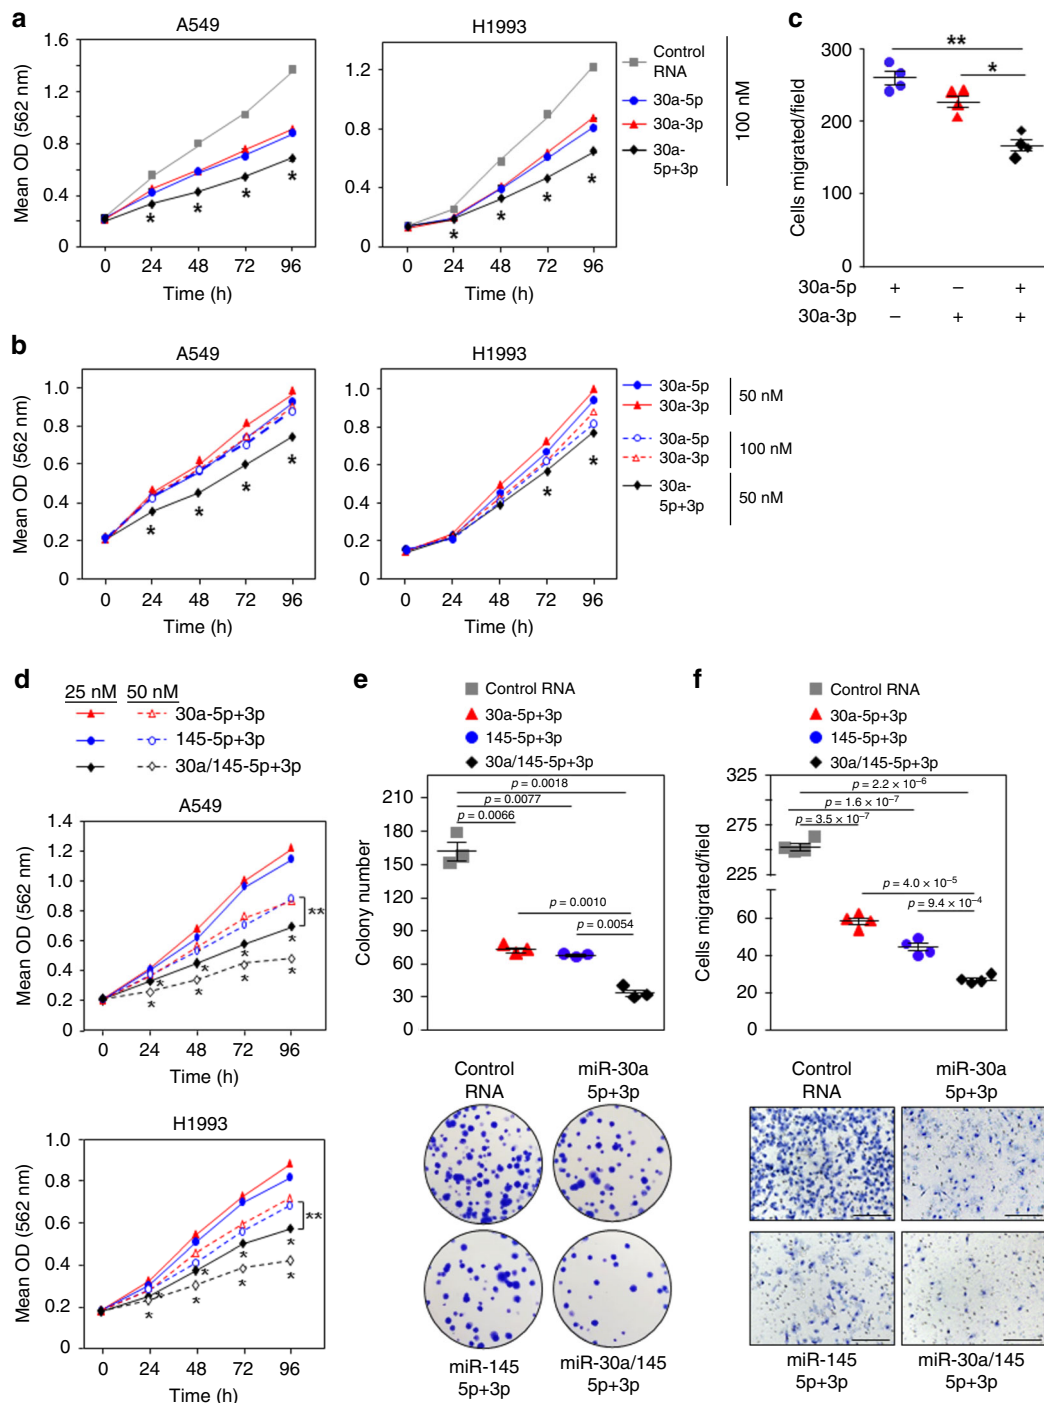 a
A549
Mean OD (562 nm)
1.6
1.2
0.8
0.4
0
0 24 48 72 96
Time (h)
* * * *
H1993
1.2
0.8
0.4
0
0 24 48 72 96
Time (h)
* * * *
Control
RNA
30a-5p
30a-3p
30a-
5p+3p
100 nM
c
Cells migrated/field
300
200
100
0
**
*
30a-5p + – +
30a-3p – + +
b
A549
Mean OD (562 nm)
1.0
0.8
0.6
0.4
0.2
0
0 24 48 72 96
Time (h)
* * * *
H1993
1.0
0.8
0.6
0.4
0.2
0
0 24 48 72 96
Time (h)
* *
30a-5p
30a-3p
50 nM
30a-5p
30a-3p
100 nM
30a-
5p+3p
50 nM
d
25 nM 50 nM
30a-5p+3p
145-5p+3p
30a/145-5p+3p
A549
Mean OD (562 nm)
1.4
1.2
1.0
0.8
0.6
0.4
0.2
0
0 24 48 72 96
Time (h)
**
* * * *
* * * *
H1993
Mean OD (562 nm)
1.0
0.8
0.6
0.4
0.2
0
0 24 48 72 96
Time (h)
**
* * * *
* * * *
e
Control RNA
30a-5p+3p
145-5p+3p
30a/145-5p+3p
Colony number
210
180
150
120
90
60
30
0
p = 0.0018
p = 0.0077
p = 0.0066
p = 0.0010
p = 0.0054
Control
RNA
miR-30a
5p+3p
miR-145
5p+3p
miR-30a/145
5p+3p
f
Control RNA
30a-5p+3p
145-5p+3p
30a/145-5p+3p
Cells migrated/field
325
275
225
60
40
20
0
p = 2.2 × 10⁻⁶
p = 1.6 × 10⁻⁷
p = 3.5 × 10⁻⁷
p = 4.0 × 10⁻⁵
p = 9.4 × 10⁻⁴
Control
RNA
miR-30a
5p+3p
miR-145
5p+3p
miR-30a/145
5p+3p